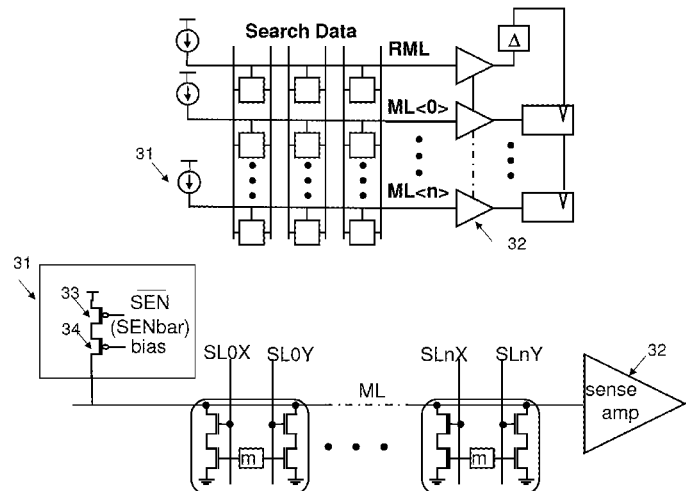 Search Data
RML
Δ
ML<0>
31
ML<n>
32
31
33
SEN
(SENbar)
34
bias
SL0X
SL0Y
SLnX
SLnY
32
ML
sense
amp
m
m